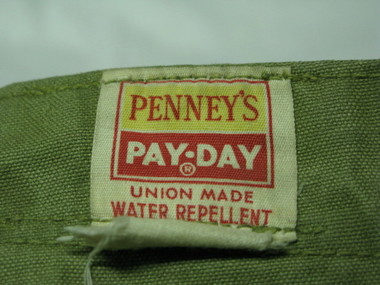 PENNEY'S
PAY•DAY
®
UNION MADE
WATER REPELLENT